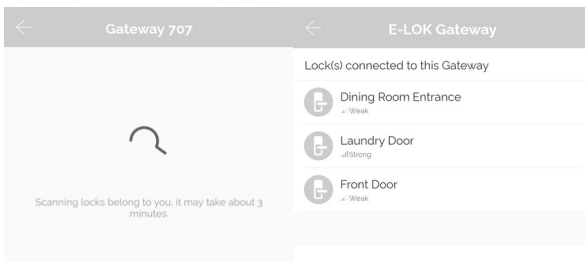 Gateway 707
Scanning locks belong to you, it may take about 3
minutes.
E-LOK Gateway
Lock(s) connected to this Gateway
Dining Room Entrance
Weak
Laundry Door
Strong
Front Door
Weak